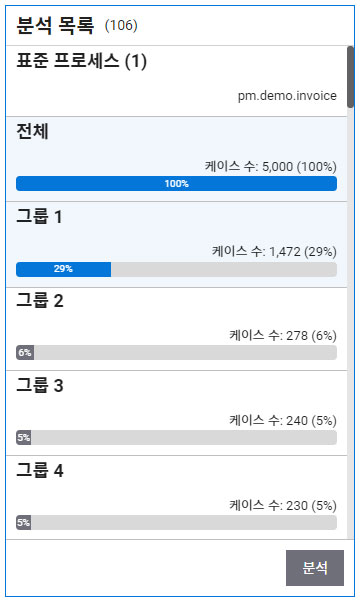 분석 목록 (106)
표준 프로세스 (1)
pm.demo.invoice
전체
케이스 수: 5,000 (100%)
100%
그룹 1
케이스 수: 1,472 (29%)
29%
그룹 2
케이스 수: 278 (6%)
6%
그룹 3
케이스 수: 240 (5%)
5%
그룹 4
케이스 수: 230 (5%)
5%
분석